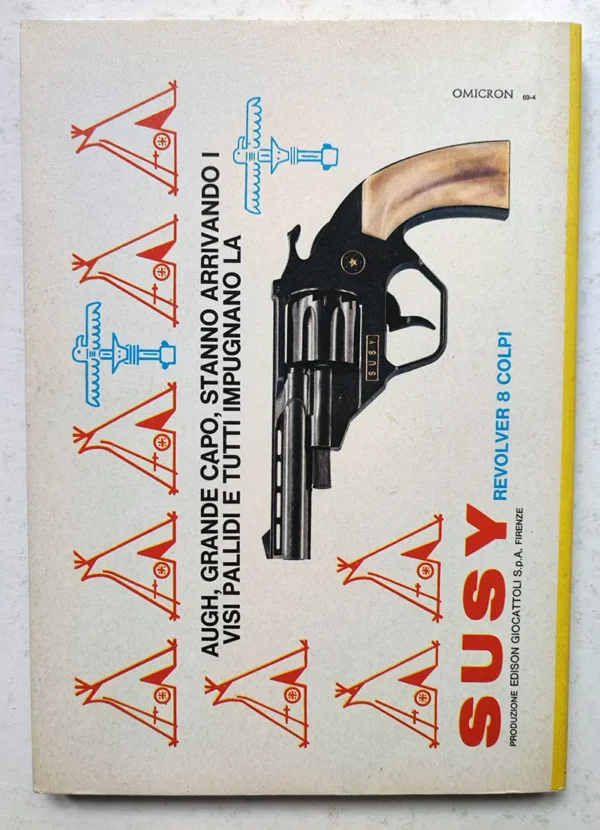 OMICRON 69-4
AUGH, GRANDE CAPO, STANNO ARRIVANDO I
VISI PALLIDI E TUTTI IMPUGNANO LA
SUSY
SUSY REVOLVER 8 COLPI
PRODUZIONE EDISON GIOCATTOLI S.p.A. FIRENZE